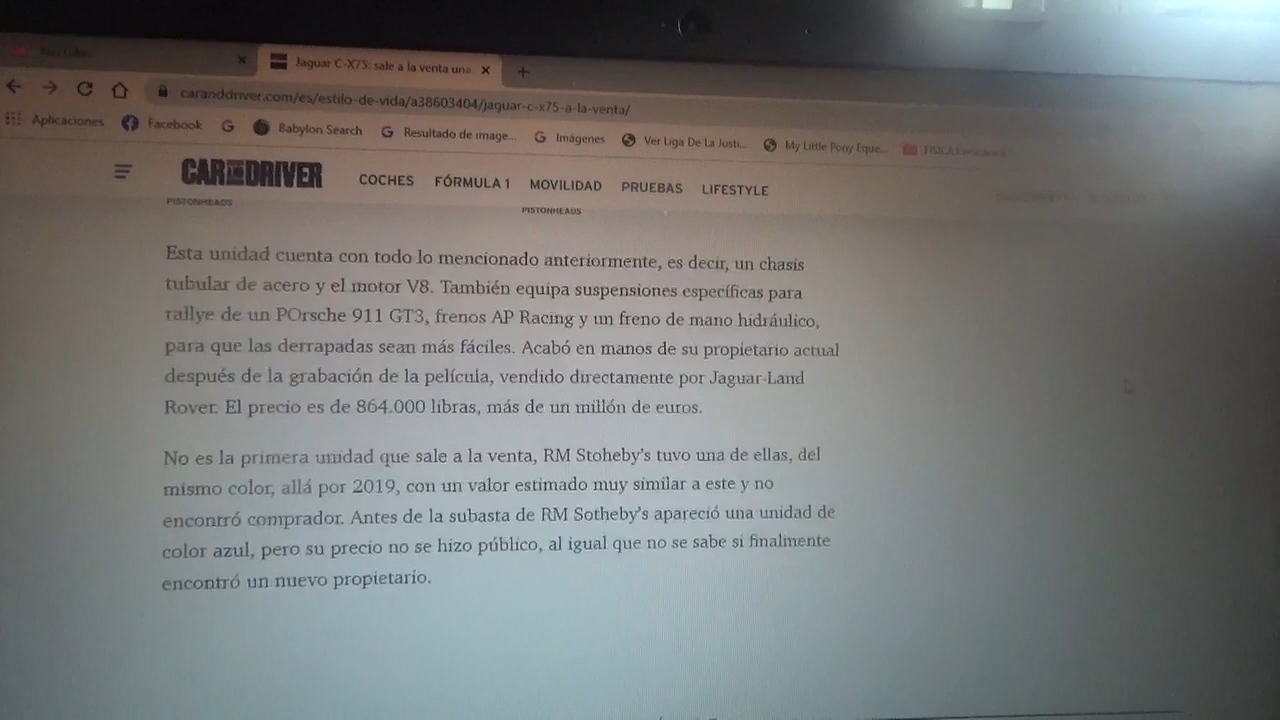 Jaguar C-X75: sale a la venta una
caranddriver.com/es/estilo-de-vida/a38603404/jaguar-c-x75-a-la-venta/
Aplicaciones Facebook Babylon Search Resultado de image... Imágenes Ver Liga De La Justi... My Little Pony Eque...
CAR AND DRIVER COCHES FÓRMULA 1 MOVILIDAD PRUEBAS LIFESTYLE
PISTONHEADS PISTONHEADS
Esta unidad cuenta con todo lo mencionado anteriormente, es decir, un chasis
tubular de acero y el motor V8. También equipa suspensiones específicas para
rallye de un POrsche 911 GT3, frenos AP Racing y un freno de mano hidráulico,
para que las derrapadas sean más fáciles. Acabó en manos de su propietario actual
después de la grabación de la película, vendido directamente por Jaguar-Land
Rover. El precio es de 864.000 libras, más de un millón de euros.
No es la primera unidad que sale a la venta, RM Stoheby's tuvo una de ellas, del
mismo color, allá por 2019, con un valor estimado muy similar a este y no
encontró comprador. Antes de la subasta de RM Sotheby's apareció una unidad de
color azul, pero su precio no se hizo público, al igual que no se sabe si finalmente
encontró un nuevo propietario.